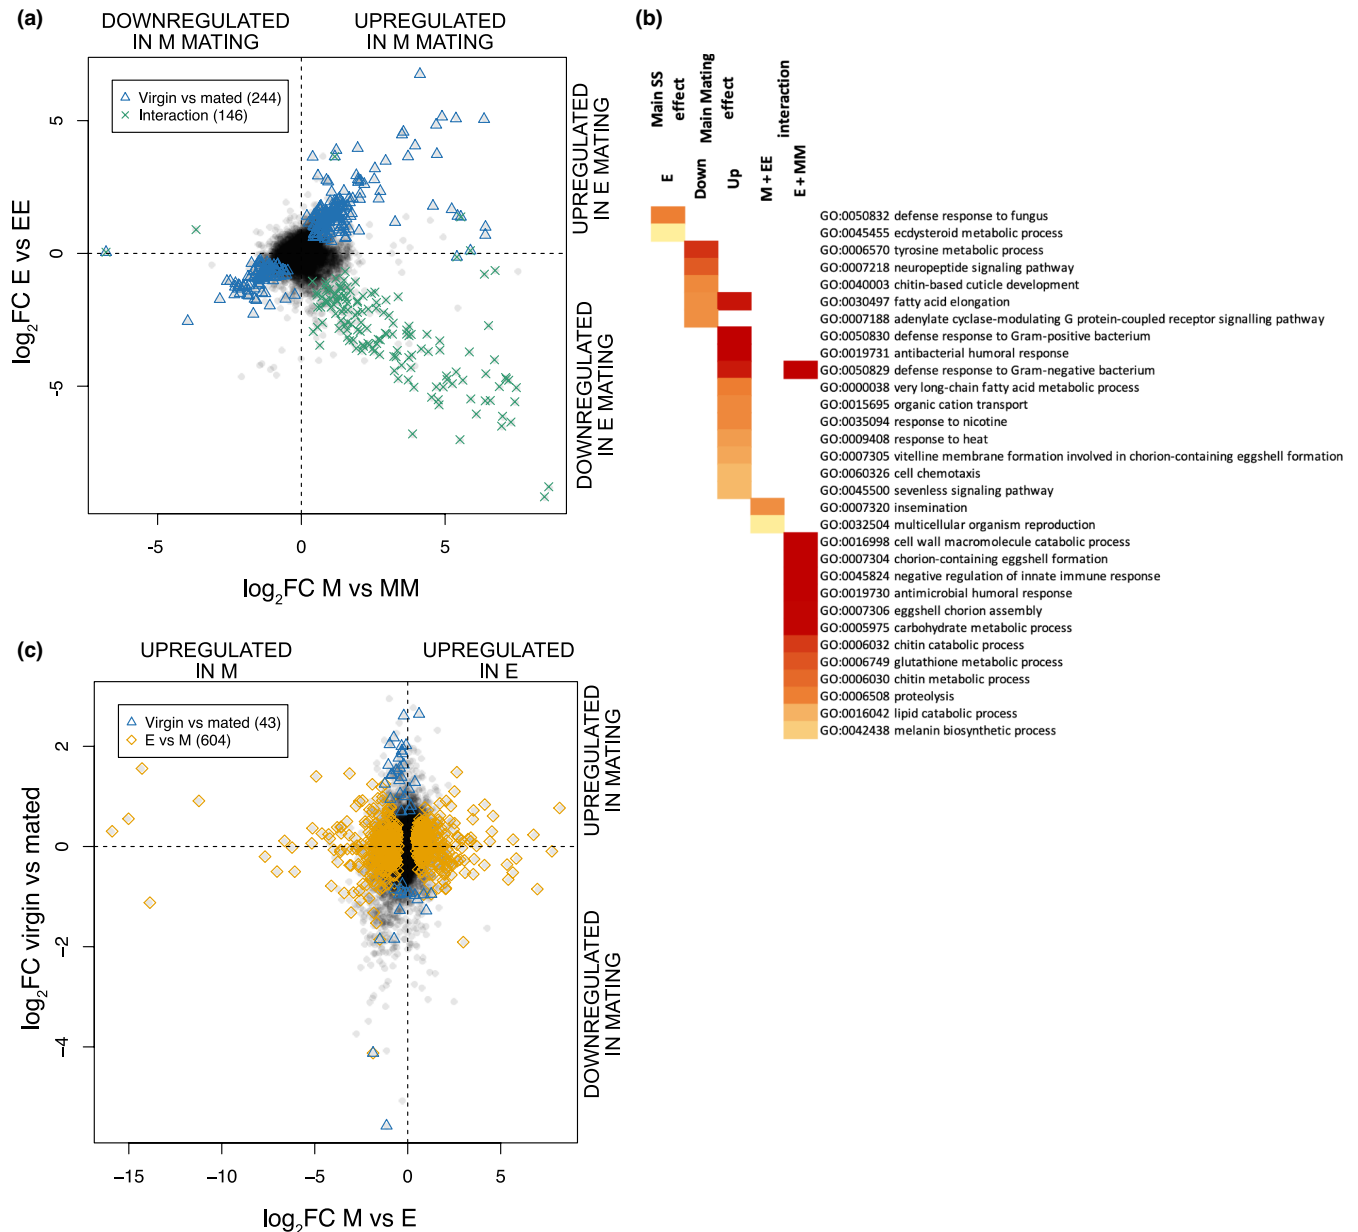 (a)
DOWNREGULATED
IN M MATING
UPREGULATED
IN M MATING
Virgin vs mated (244)
Interaction (146)
5
0
-5
log2FC E vs EE
UPREGULATED
IN E MATING
DOWNREGULATED
IN E MATING
-5
0
5
log2FC M vs MM
(b)
Main SS
effect
Main Mating
effect
interaction
E
Down
Up
M + EE
E + MM
GO:0050832 defense response to fungus
GO:0045455 ecdysteroid metabolic process
GO:0006570 tyrosine metabolic process
GO:0007218 neuropeptide signaling pathway
GO:0040003 chitin-based cuticle development
GO:0030497 fatty acid elongation
GO:0007188 adenylate cyclase-modulating G protein-coupled receptor signalling pathway
GO:0050830 defense response to Gram-positive bacterium
GO:0019731 antibacterial humoral response
GO:0050829 defense response to Gram-negative bacterium
GO:0000038 very long-chain fatty acid metabolic process
GO:0015695 organic cation transport
GO:0035094 response to nicotine
GO:0009408 response to heat
GO:0007305 vitelline membrane formation involved in chorion-containing eggshell formation
GO:0060326 cell chemotaxis
GO:0045500 sevenless signaling pathway
GO:0007320 insemination
GO:0032504 multicellular organism reproduction
GO:0016998 cell wall macromolecule catabolic process
GO:0007304 chorion-containing eggshell formation
GO:0045824 negative regulation of innate immune response
GO:0019730 antimicrobial humoral response
GO:0007306 eggshell chorion assembly
GO:0005975 carbohydrate metabolic process
GO:0006032 chitin catabolic process
GO:0006749 glutathione metabolic process
GO:0006030 chitin metabolic process
GO:0006508 proteolysis
GO:0016042 lipid catabolic process
GO:0042438 melanin biosynthetic process
(c)
UPREGULATED
IN M
UPREGULATED
IN E
Virgin vs mated (43)
E vs M (604)
2
0
−2
−4
log2FC virgin vs mated
UPREGULATED
IN MATING
DOWNREGULATED
IN MATING
−15
−10
−5
0
5
log2FC M vs E